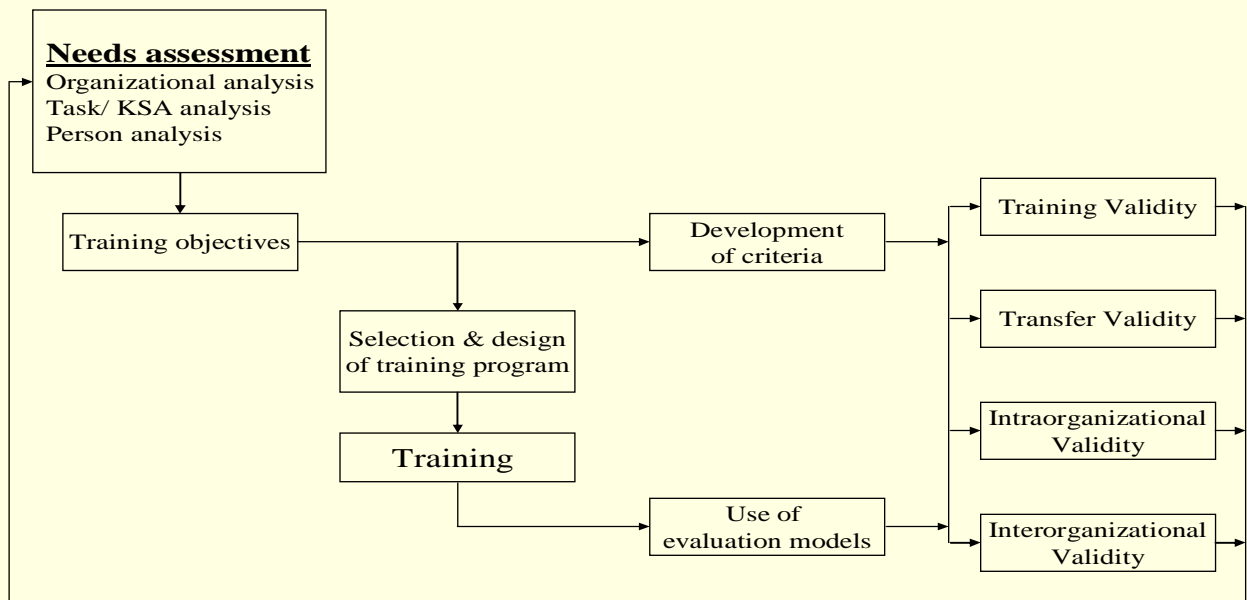 Needs assessment
Organizational analysis
Task/ KSA analysis
Person analysis
Training objectives
Development
of criteria
Selection & design
of training program
Training
Use of
evaluation models
Training Validity
Transfer Validity
Intraorganizational
Validity
Interorganizational
Validity